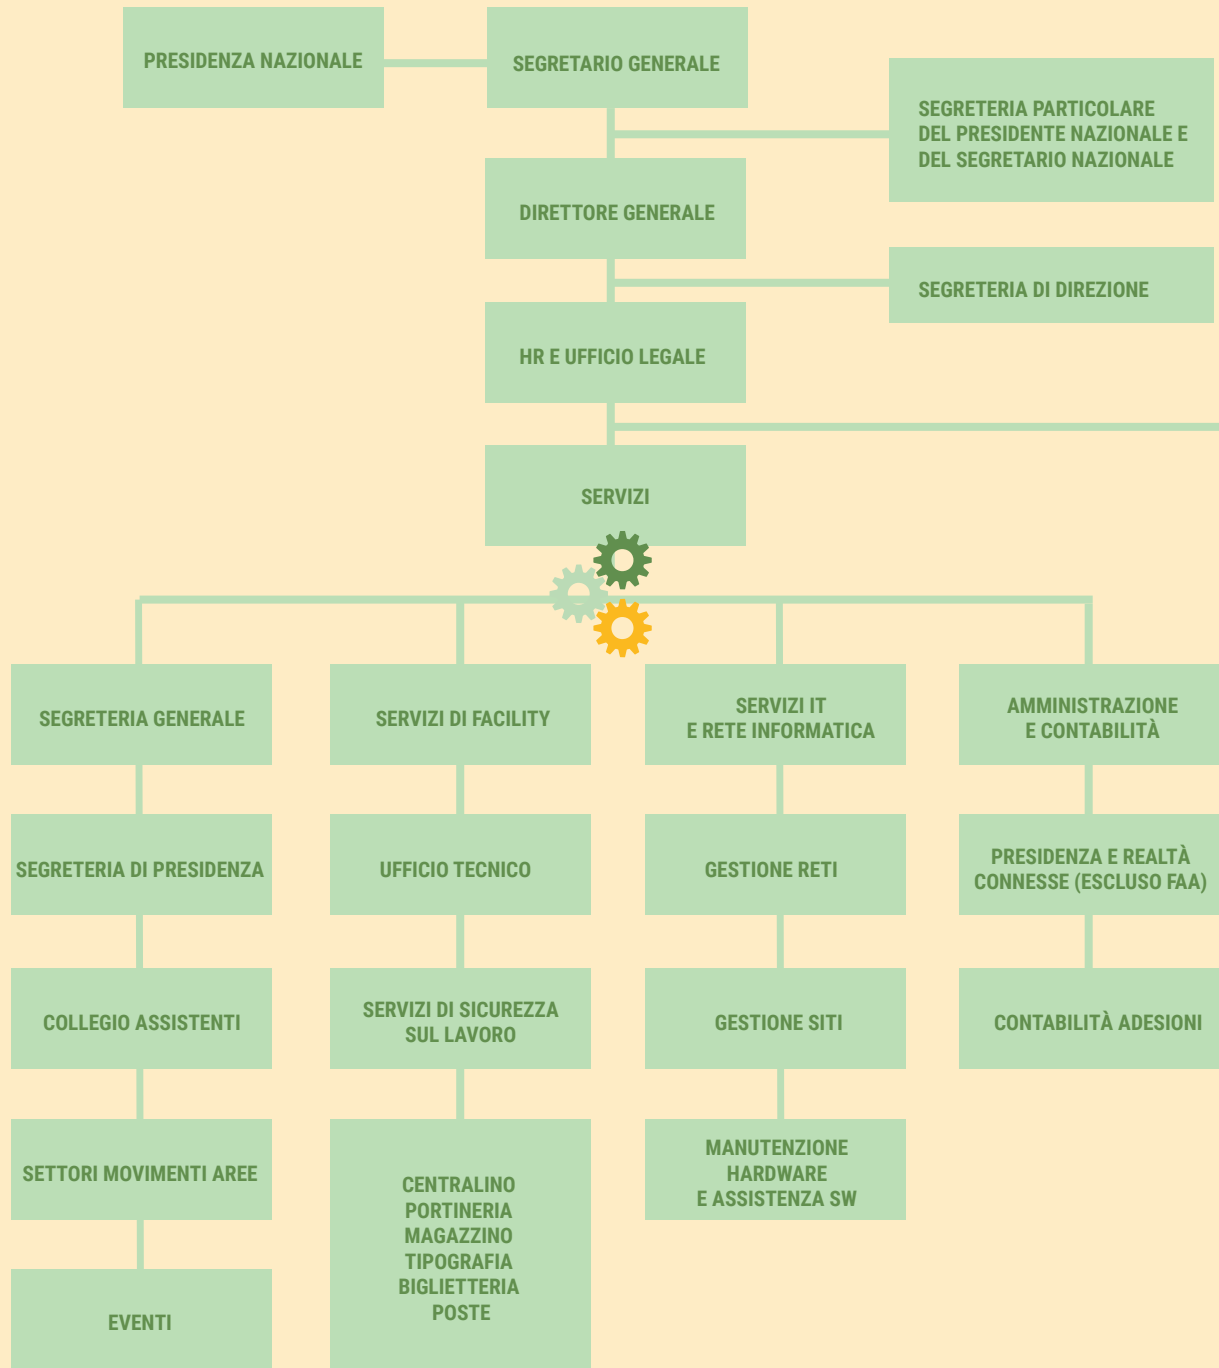 PRESIDENZA NAZIONALE
SEGRETARIO GENERALE
SEGRETERIA PARTICOLARE
DEL PRESIDENTE NAZIONALE E
DEL SEGRETARIO NAZIONALE
DIRETTORE GENERALE
SEGRETERIA DI DIREZIONE
HR E UFFICIO LEGALE
SERVIZI
SEGRETERIA GENERALE
SERVIZI DI FACILITY
SERVIZI IT
E RETE INFORMATICA
AMMINISTRAZIONE
E CONTABILITÀ
SEGRETERIA DI PRESIDENZA
UFFICIO TECNICO
GESTIONE RETI
PRESIDENZA E REALTÀ
CONNESSE (ESCLUSO FAA)
COLLEGIO ASSISTENTI
SERVIZI DI SICUREZZA
SUL LAVORO
GESTIONE SITI
CONTABILITÀ ADESIONI
SETTORI MOVIMENTI AREE
CENTRALINO
PORTINERIA
MAGAZZINO
TIPOGRAFIA
BIGLIETTERIA
POSTE
MANUTENZIONE
HARDWARE
E ASSISTENZA SW
EVENTI